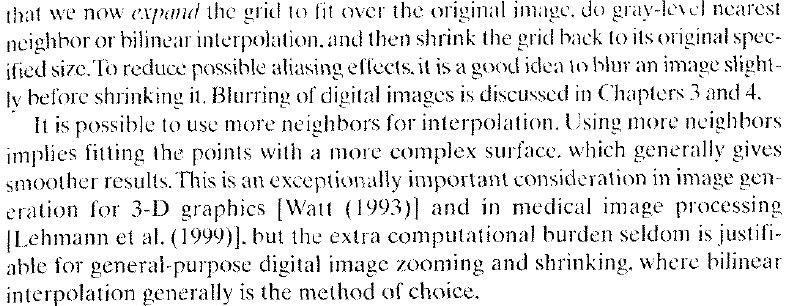 that we now expand the grid to fit over the original image, do gray-level nearest
neighbor or bilinear interpolation, and then shrink the grid back to its original spec-
ified size. To reduce possible aliasing effects, it is a good idea to blur an image slight-
ly before shrinking it. Blurring of digital images is discussed in Chapters 3 and 4.
It is possible to use more neighbors for interpolation. Using more neighbors
implies fitting the points with a more complex surface, which generally gives
smoother results. This is an exceptionally important consideration in image gen-
eration for 3-D graphics [Watt (1993)] and in medical image processing
[Lehmann et al. (1999)], but the extra computational burden seldom is justifi-
able for general-purpose digital image zooming and shrinking, where bilinear
interpolation generally is the method of choice.